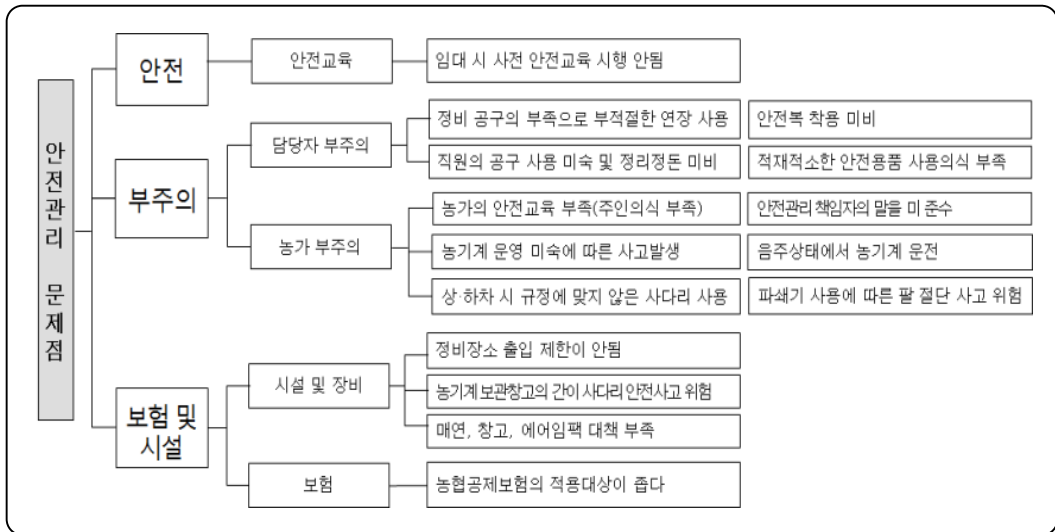 안전관리 문제점
안전
안전교육
임대 시 사전 안전교육 시행 안됨
부주의
담당자 부주의
정비 공구의 부족으로 부적절한 연장 사용
안전복 착용 미비
직원의 공구 사용 미숙 및 정리정돈 미비
적재적소한 안전용품 사용의식 부족
농가 부주의
농가의 안전교육 부족(주인의식 부족)
안전관리 책임자의 말을 미 준수
농기계 운영 미숙에 따른 사고발생
음주상태에서 농기계 운전
상·하차 시 규정에 맞지 않은 사다리 사용
파쇄기 사용에 따른 팔 절단 사고 위험
보험 및
시설
시설 및 장비
정비장소 출입 제한이 안됨
농기계 보관창고의 간이 사다리 안전사고 위험
매연, 창고, 에어임팩 대책 부족
보험
농협공제보험의 적용대상이 좁다